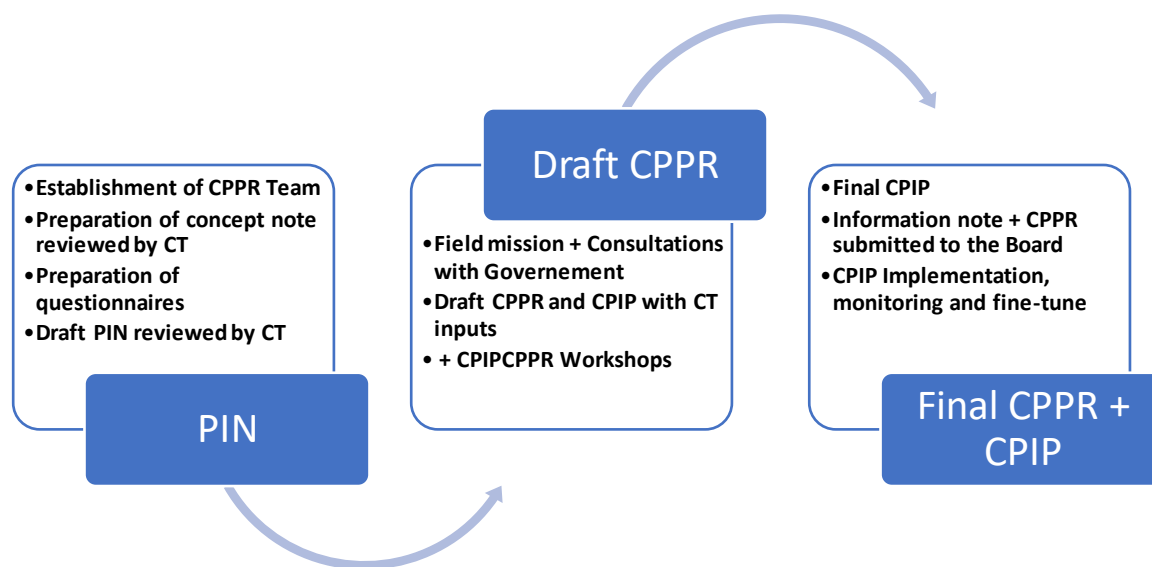 •Establishment of CPPR Team
•Preparation of concept note
reviewed by CT
•Preparation of
questionnaires
•Draft PIN reviewed by CT
PIN
Draft CPPR
•Field mission + Consultations
with Governement
•Draft CPPR and CPIP with CT
inputs
• + CPIPCPPR Workshops
•Final CPIP
•Information note + CPPR
submitted to the Board
•CPIP Implementation,
monitoring and fine-tune
Final CPPR +
CPIP